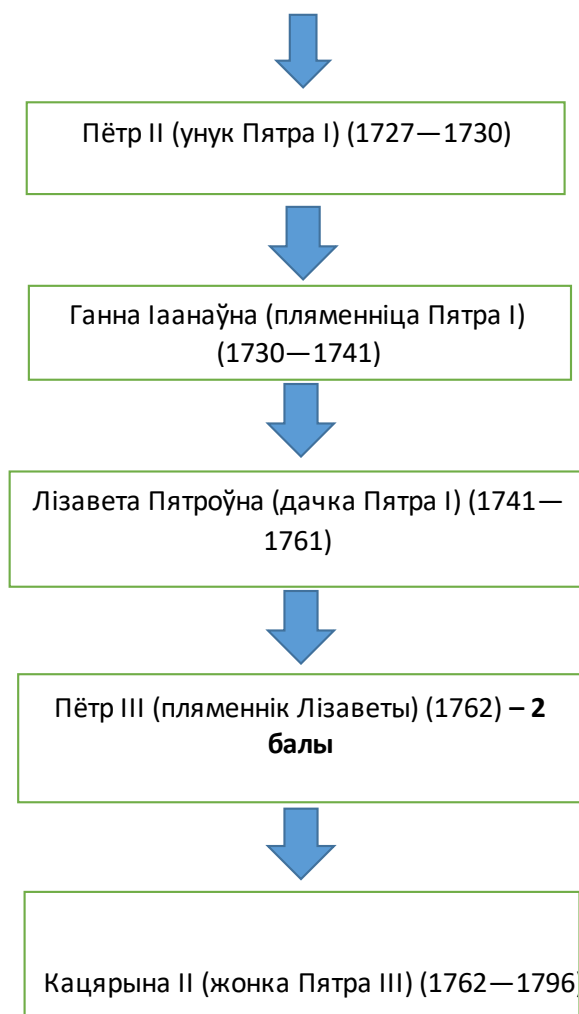 Пётр II (унук Пятра I) (1727—1730)
Ганна Іаанаўна (пляменніца Пятра I)
(1730—1741)
Лізавета Пятроўна (дачка Пятра I) (1741—
1761)
Пётр III (пляменнік Лізаветы) (1762) – 2
балы
Кацярына II (жонка Пятра III) (1762—1796)